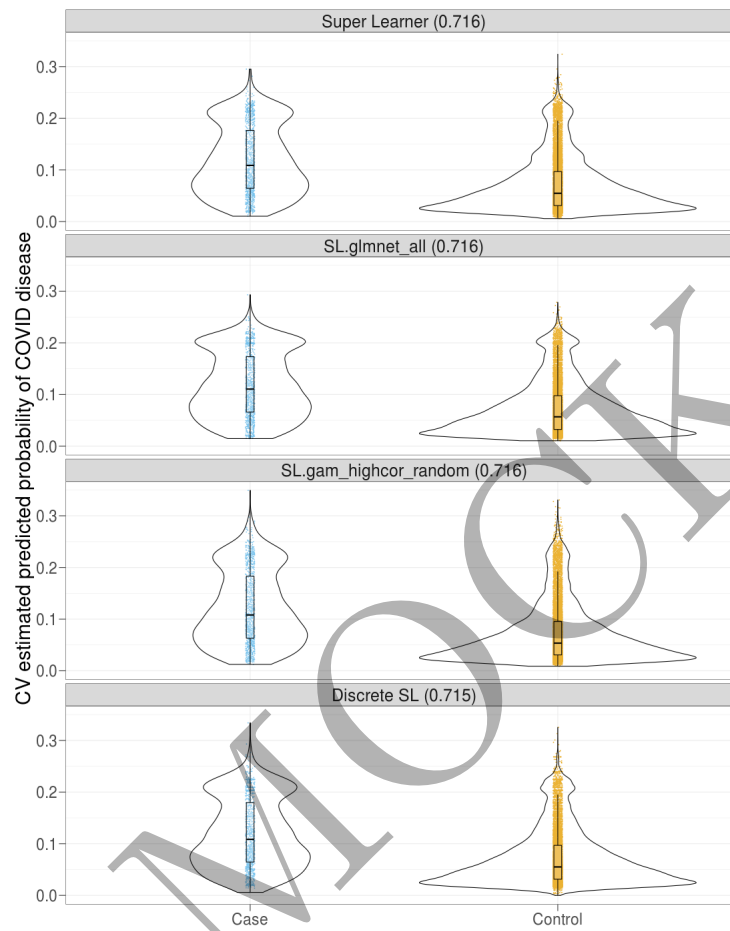 Super Learner (0.716)
0.3
0.2
0.1
0.0
SL.glmnet_all (0.716)
0.3
0.2
0.1
0.0
SL.gam_highcor_random (0.716)
0.3
0.2
0.1
0.0
Discrete SL (0.715)
0.3
0.2
0.1
0.0
Case Control
CV estimated predicted probability of COVID disease
MOCK